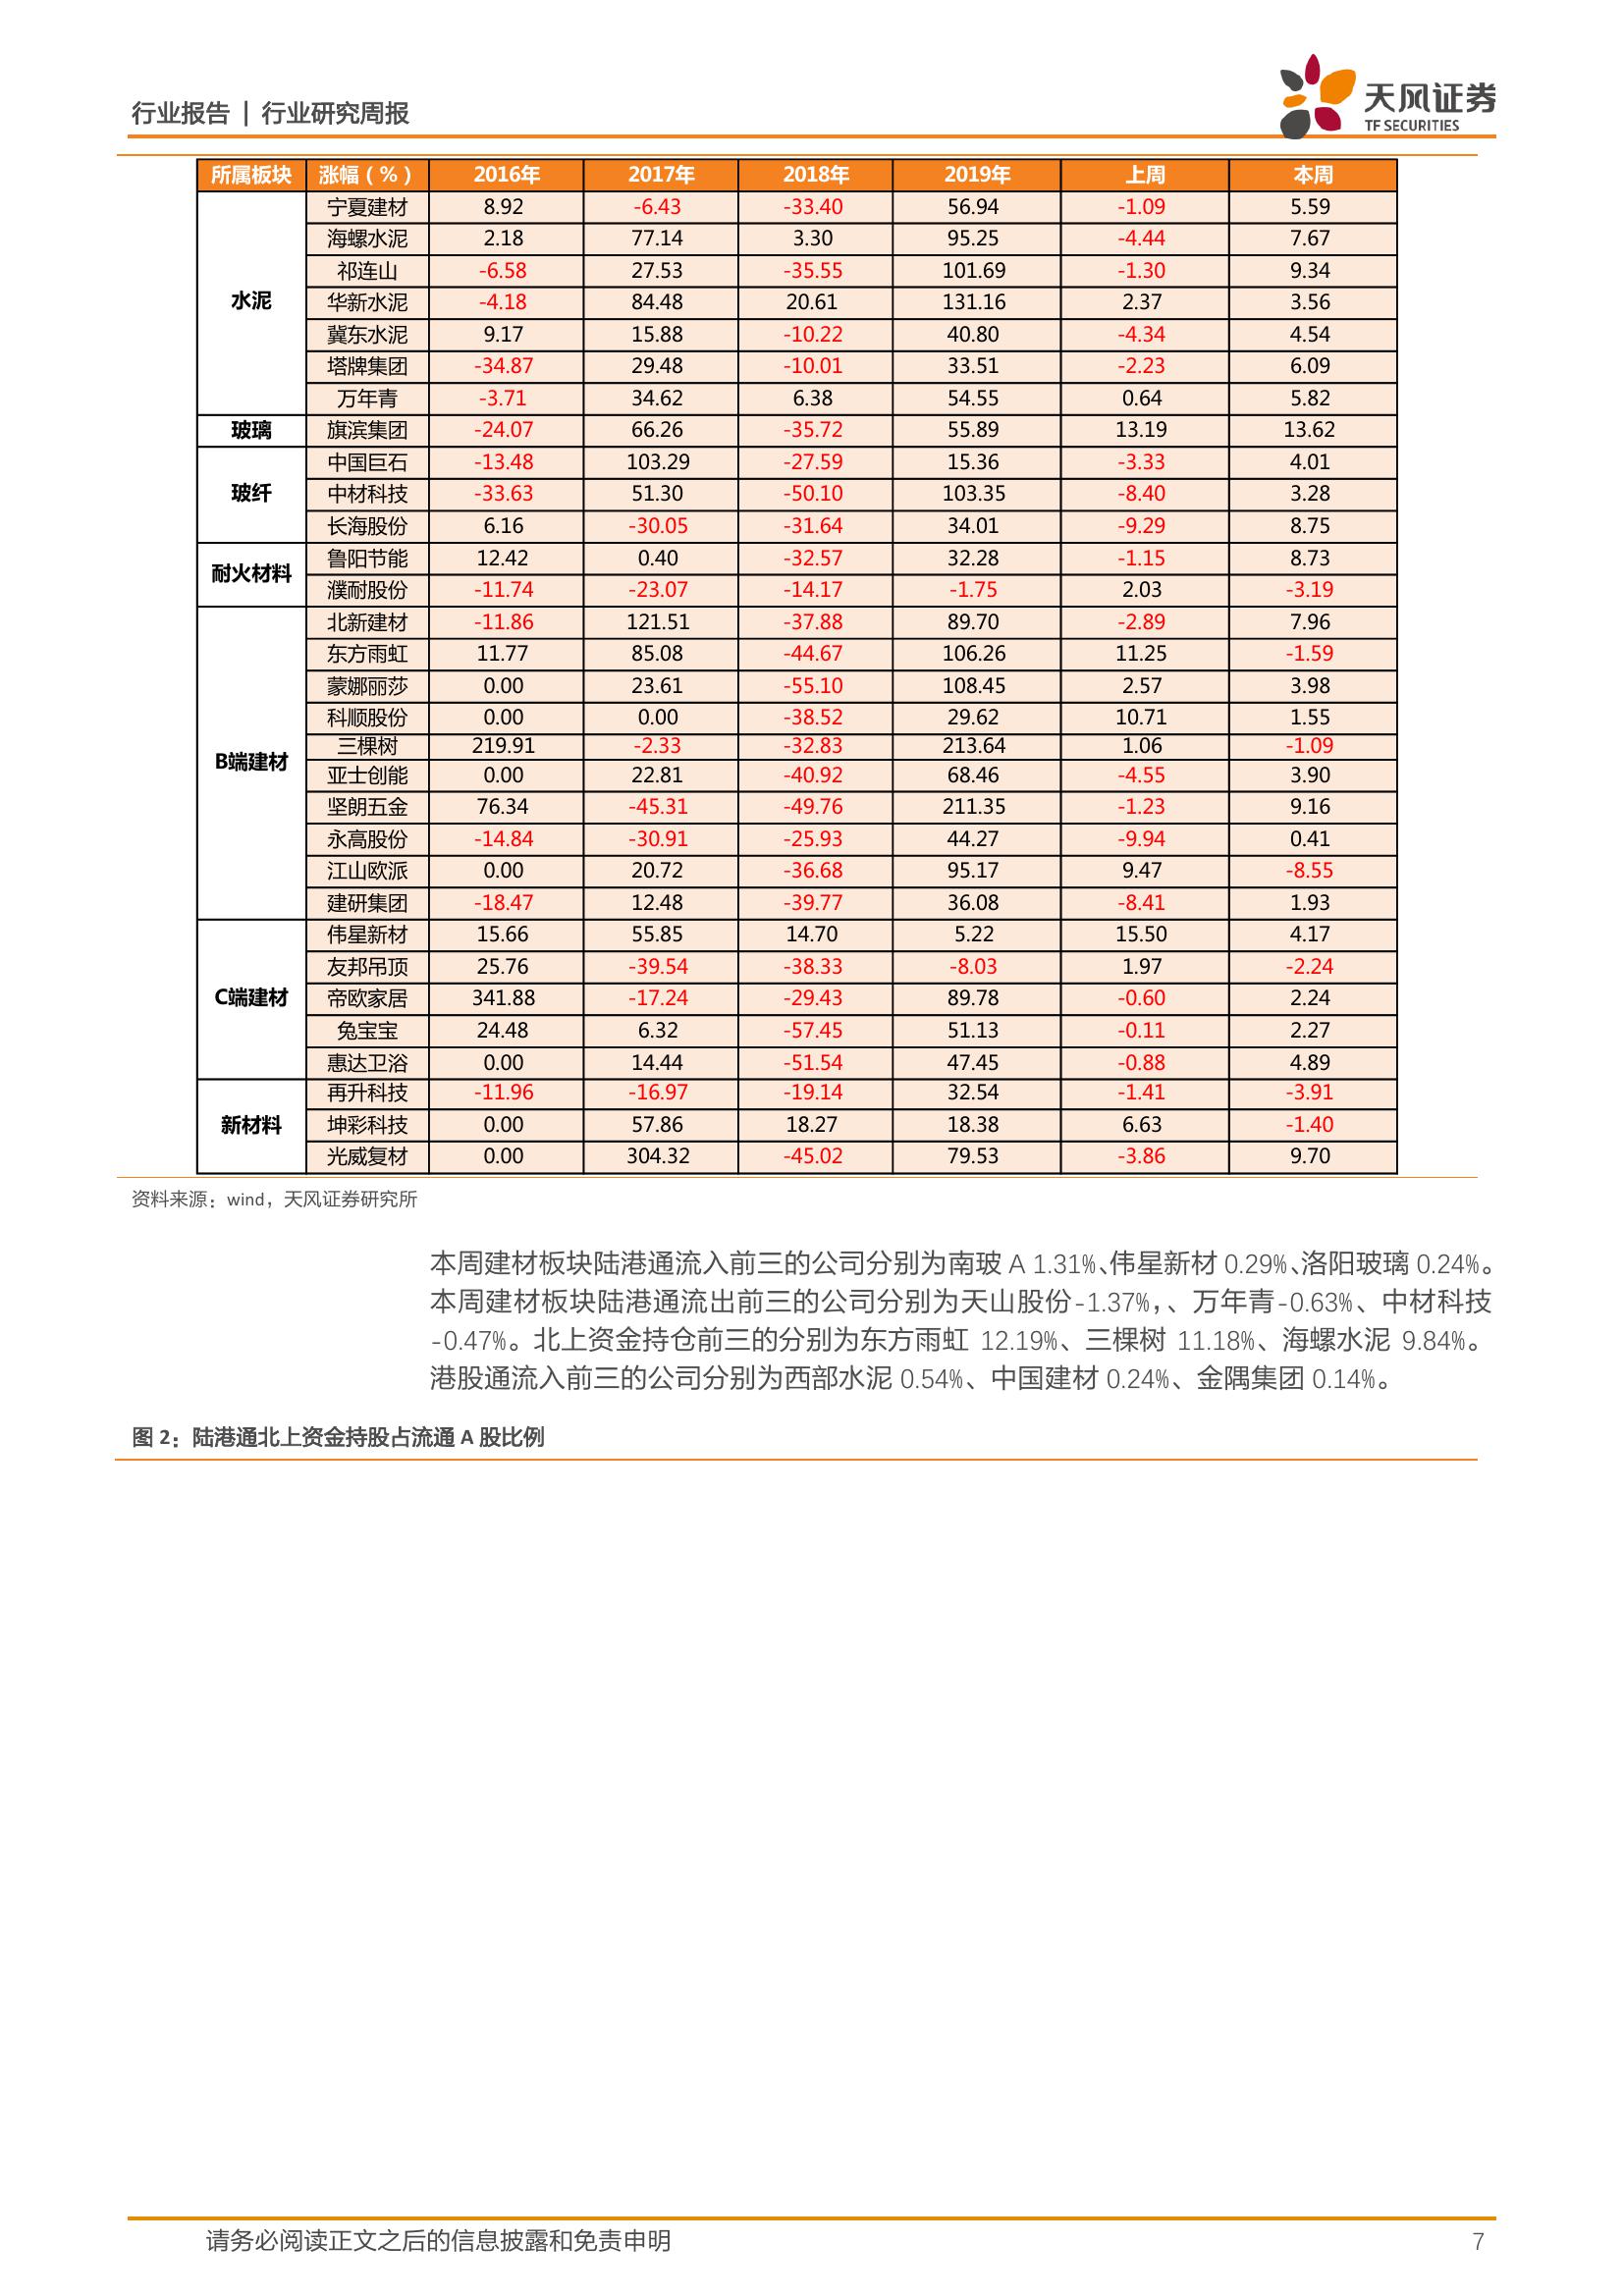 行业报告 | 行业研究周报
天风证券
TF SECURITIES
所属板块 涨幅（%） 2016年 2017年 2018年 2019年 上周 本周
水泥
宁夏建材 8.92 -6.43 -33.40 56.94 -1.09 5.59
海螺水泥 2.18 77.14 3.30 95.25 -4.44 7.67
祁连山 -6.58 27.53 -35.55 101.69 -1.30 9.34
华新水泥 -4.18 84.48 20.61 131.16 2.37 3.56
冀东水泥 9.17 15.88 -10.22 40.80 -4.34 4.54
塔牌集团 -34.87 29.48 -10.01 33.51 -2.23 6.09
万年青 -3.71 34.62 6.38 54.55 0.64 5.82
玻璃 旗滨集团 -24.07 66.26 -35.72 55.89 13.19 13.62
玻纤
中国巨石 -13.48 103.29 -27.59 15.36 -3.33 4.01
中材科技 -33.63 51.30 -50.10 103.35 -8.40 3.28
长海股份 6.16 -30.05 -31.64 34.01 -9.29 8.75
耐火材料
鲁阳节能 12.42 0.40 -32.57 32.28 -1.15 8.73
濮耐股份 -11.74 -23.07 -14.17 -1.75 2.03 -3.19
B端建材
北新建材 -11.86 121.51 -37.88 89.70 -2.89 7.96
东方雨虹 11.77 85.08 -44.67 106.26 11.25 -1.59
蒙娜丽莎 0.00 23.61 -55.10 108.45 2.57 3.98
科顺股份 0.00 0.00 -38.52 29.62 10.71 1.55
三棵树 219.91 -2.33 -32.83 213.64 1.06 -1.09
亚士创能 0.00 22.81 -40.92 68.46 -4.55 3.90
坚朗五金 76.34 -45.31 -49.76 211.35 -1.23 9.16
永高股份 -14.84 -30.91 -25.93 44.27 -9.94 0.41
江山欧派 0.00 20.72 -36.68 95.17 9.47 -8.55
建研集团 -18.47 12.48 -39.77 36.08 -8.41 1.93
C端建材
伟星新材 15.66 55.85 14.70 5.22 15.50 4.17
友邦吊顶 25.76 -39.54 -38.33 -8.03 1.97 -2.24
帝欧家居 341.88 -17.24 -29.43 89.78 -0.60 2.24
兔宝宝 24.48 6.32 -57.45 51.13 -0.11 2.27
惠达卫浴 0.00 14.44 -51.54 47.45 -0.88 4.89
新材料
再升科技 -11.96 -16.97 -19.14 32.54 -1.41 -3.91
坤彩科技 0.00 57.86 18.27 18.38 6.63 -1.40
光威复材 0.00 304.32 -45.02 79.53 -3.86 9.70
资料来源：wind，天风证券研究所
本周建材板块陆港通流入前三的公司分别为南玻 A 1.31%、伟星新材 0.29%、洛阳玻璃 0.24%。
本周建材板块陆港通流出前三的公司分别为天山股份-1.37%，、万年青-0.63%、中材科技
-0.47%。北上资金持仓前三的分别为东方雨虹 12.19%、三棵树 11.18%、海螺水泥 9.84%。
港股通流入前三的公司分别为西部水泥 0.54%、中国建材 0.24%、金隅集团 0.14%。
图 2：陆港通北上资金持股占流通 A 股比例
请务必阅读正文之后的信息披露和免责申明 7